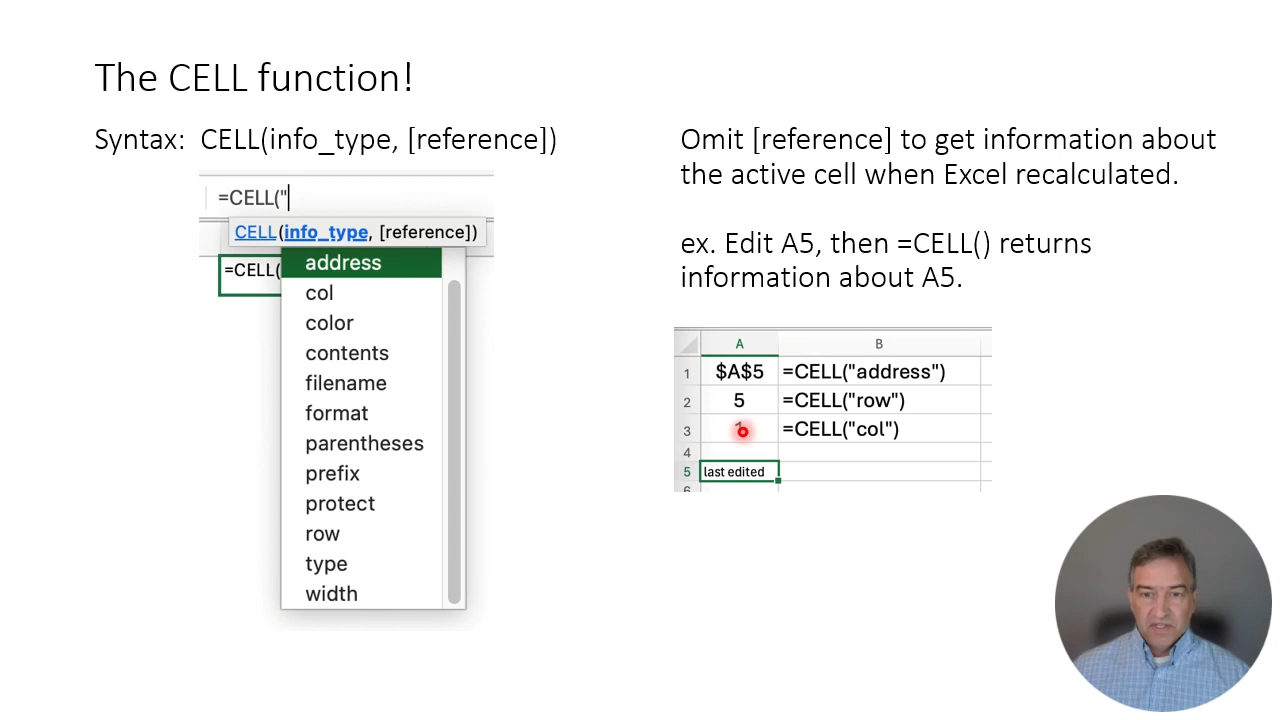 The CELL function!
Syntax:  CELL(info_type, [reference])
=CELL("
CELL(info_type, [reference])
=CELL(
address
col
color
contents
filename
format
parentheses
prefix
protect
row
type
width
Omit [reference] to get information about
the active cell when Excel recalculated.
ex. Edit A5, then =CELL() returns
information about A5.
A B
1 $A$5 =CELL("address")
2 5 =CELL("row")
3 =CELL("col")
4
5 last edited
6